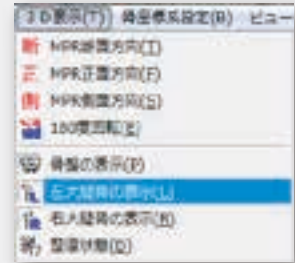 3D表示(T) 骨座標系設定(B) ビュー
断 MPR断面方向(T)
正 MPR正面方向(F)
側 MPR側面方向(S)
180度回転(E)
骨盤の表示(P)
左大腿骨の表示(L)
右大腿骨の表示(R)
整復状態(D)